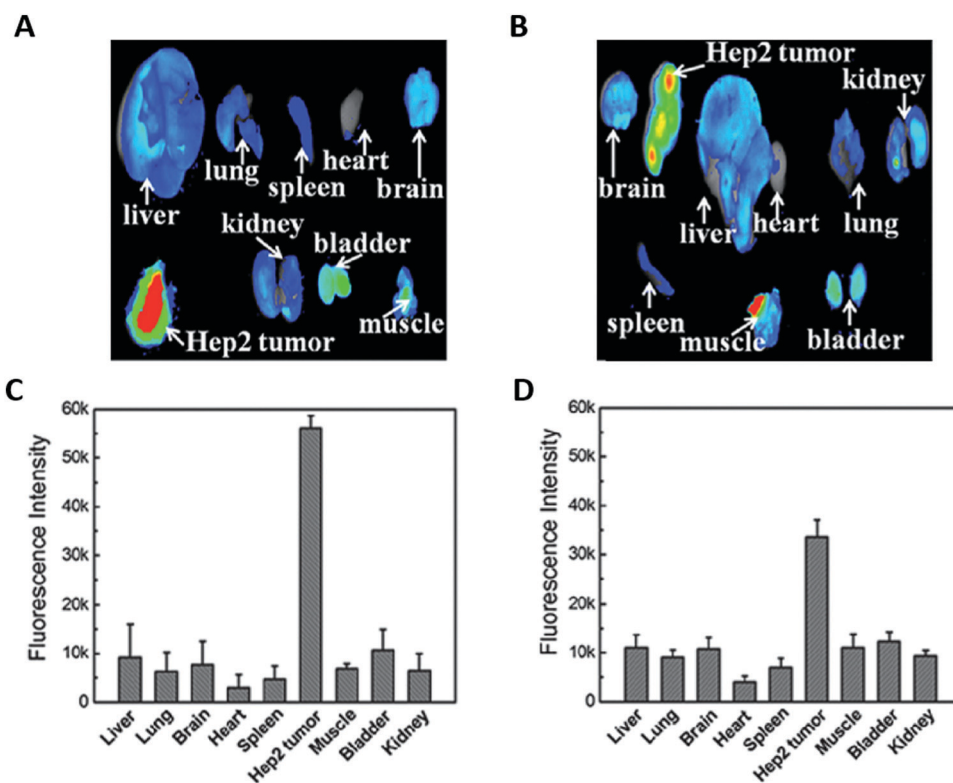 A
liver
lung
spleen
heart
brain
Hep2 tumor
kidney
bladder
muscle
B
brain
Hep2 tumor
liver
heart
lung
kidney
spleen
muscle
bladder
C
Fluorescence Intensity
60k
50k
40k
30k
20k
10k
0
Liver
Lung
Brain
Heart
Spleen
Hep2 tumor
Muscle
Bladder
Kidney
D
Fluorescence Intensity
60k
50k
40k
30k
20k
10k
0
Liver
Lung
Brain
Heart
Spleen
Hep2 tumor
Muscle
Bladder
Kidney